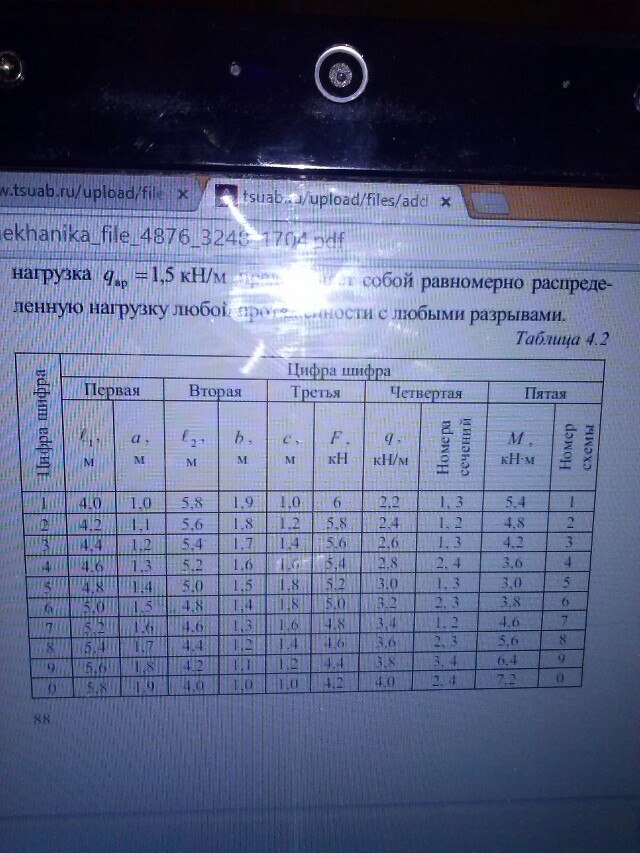 w.tsuab.ru/upload/file ×
tsuab.ru/upload/files/add ×
ekhanika_file_4876_3248_1704.pdf
нагрузка qвр = 1,5 кН/м собой равномерно распреде-
ленную нагрузку любой с любыми разрывами.
Таблица 4.2
Цифра шифра
Цифра шифра
Первая Вторая Третья Четвертая Пятая
ℓ1, м a, м ℓ2, м b, м c, м F, кН q, кН/м Номера сечений M, кН·м Номер схемы
1 4,0 1,0 5,8 1,9 1,0 6 2,2 1, 3 5,4 1
2 4,2 1,1 5,6 1,8 1,2 5,8 2,4 1, 2 4,8 2
3 4,4 1,2 5,4 1,7 1,4 5,6 2,6 1, 3 4,2 3
4 4,6 1,3 5,2 1,6 1,6 5,4 2,8 2, 4 3,6 4
5 4,8 1,4 5,0 1,5 1,8 5,2 3,0 1, 3 3,0 5
6 5,0 1,5 4,8 1,4 1,8 5,0 3,2 2, 3 3,8 6
7 5,2 1,6 4,6 1,3 1,6 4,8 3,4 1, 2 4,6 7
8 5,4 1,7 4,4 1,2 1,4 4,6 3,6 2, 3 5,6 8
9 5,6 1,8 4,2 1,1 1,2 4,4 3,8 3, 4 6,4 9
0 5,8 1,9 4,0 1,0 1,0 4,2 4,0 2, 4 7,2 0
88